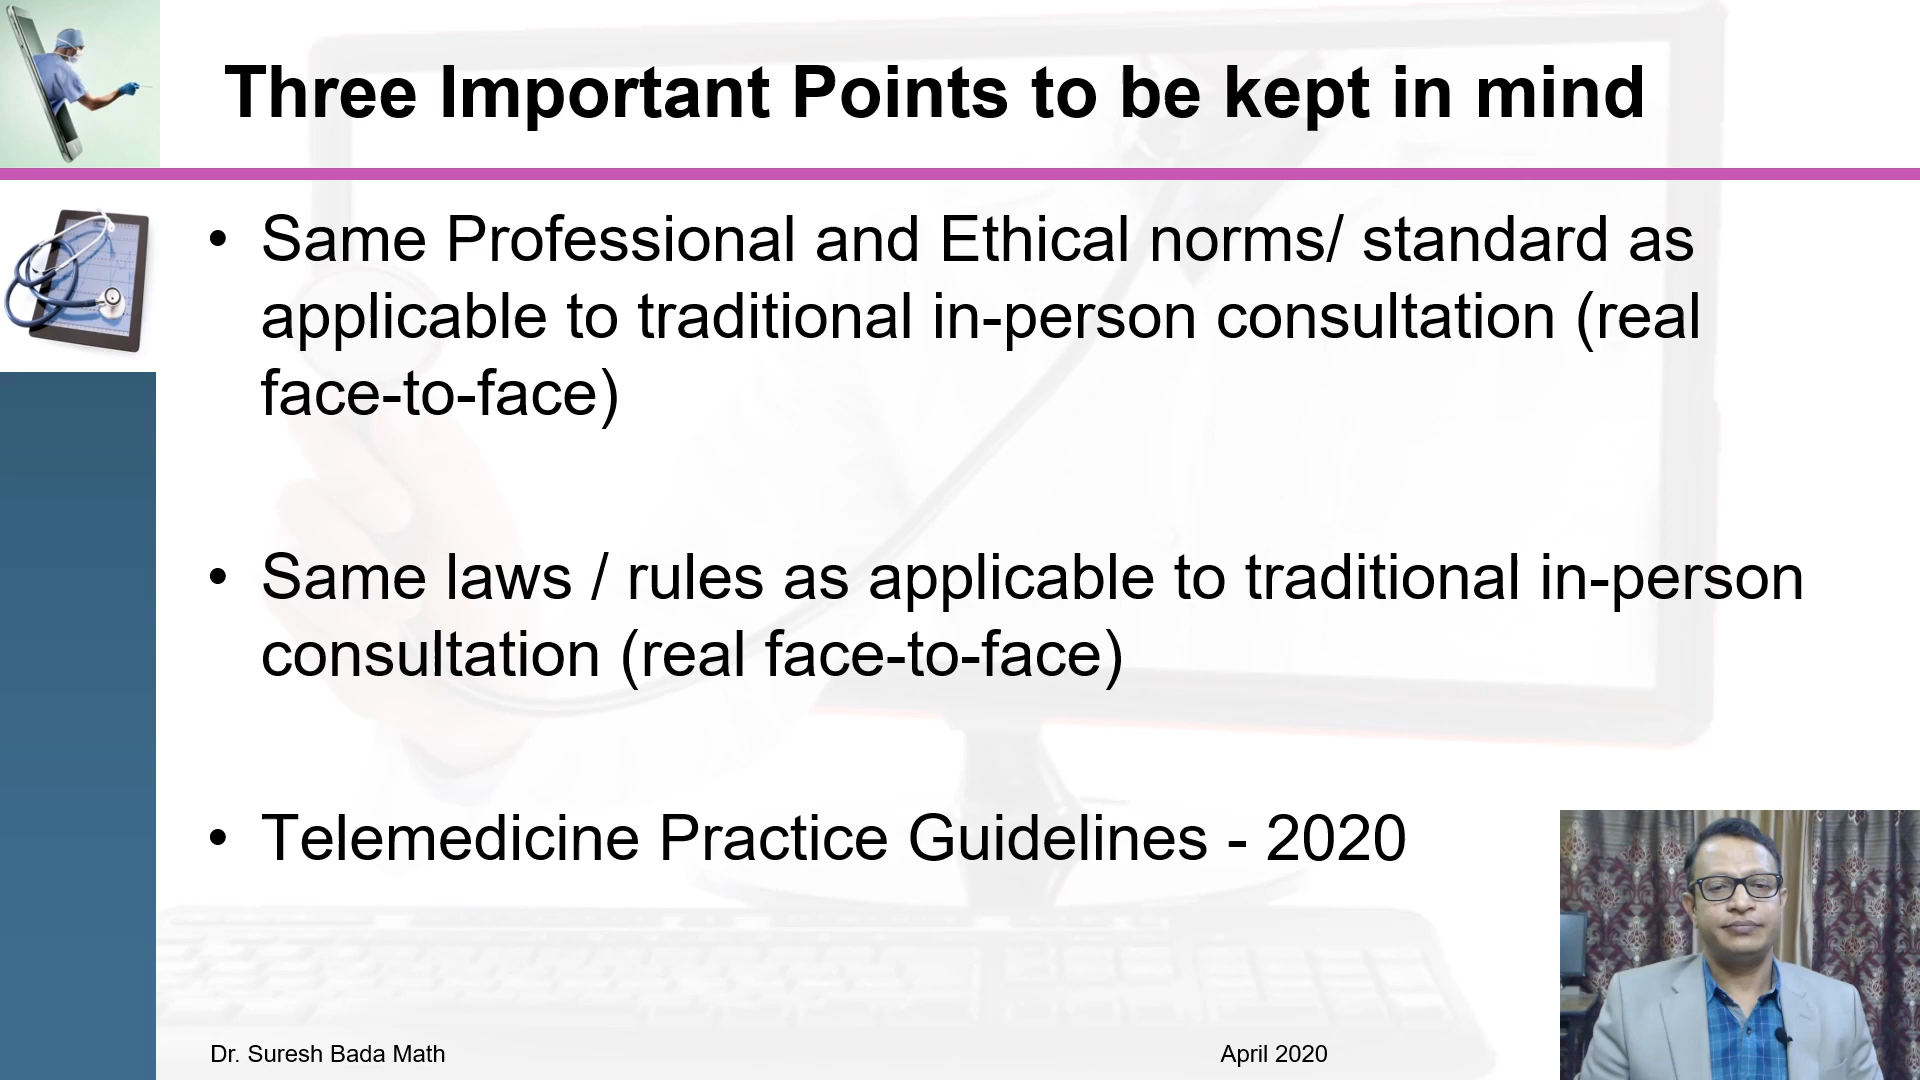 Three Important Points to be kept in mind
• Same Professional and Ethical norms/ standard as
applicable to traditional in-person consultation (real
face-to-face)
• Same laws / rules as applicable to traditional in-person
consultation (real face-to-face)
• Telemedicine Practice Guidelines - 2020
Dr. Suresh Bada Math
April 2020